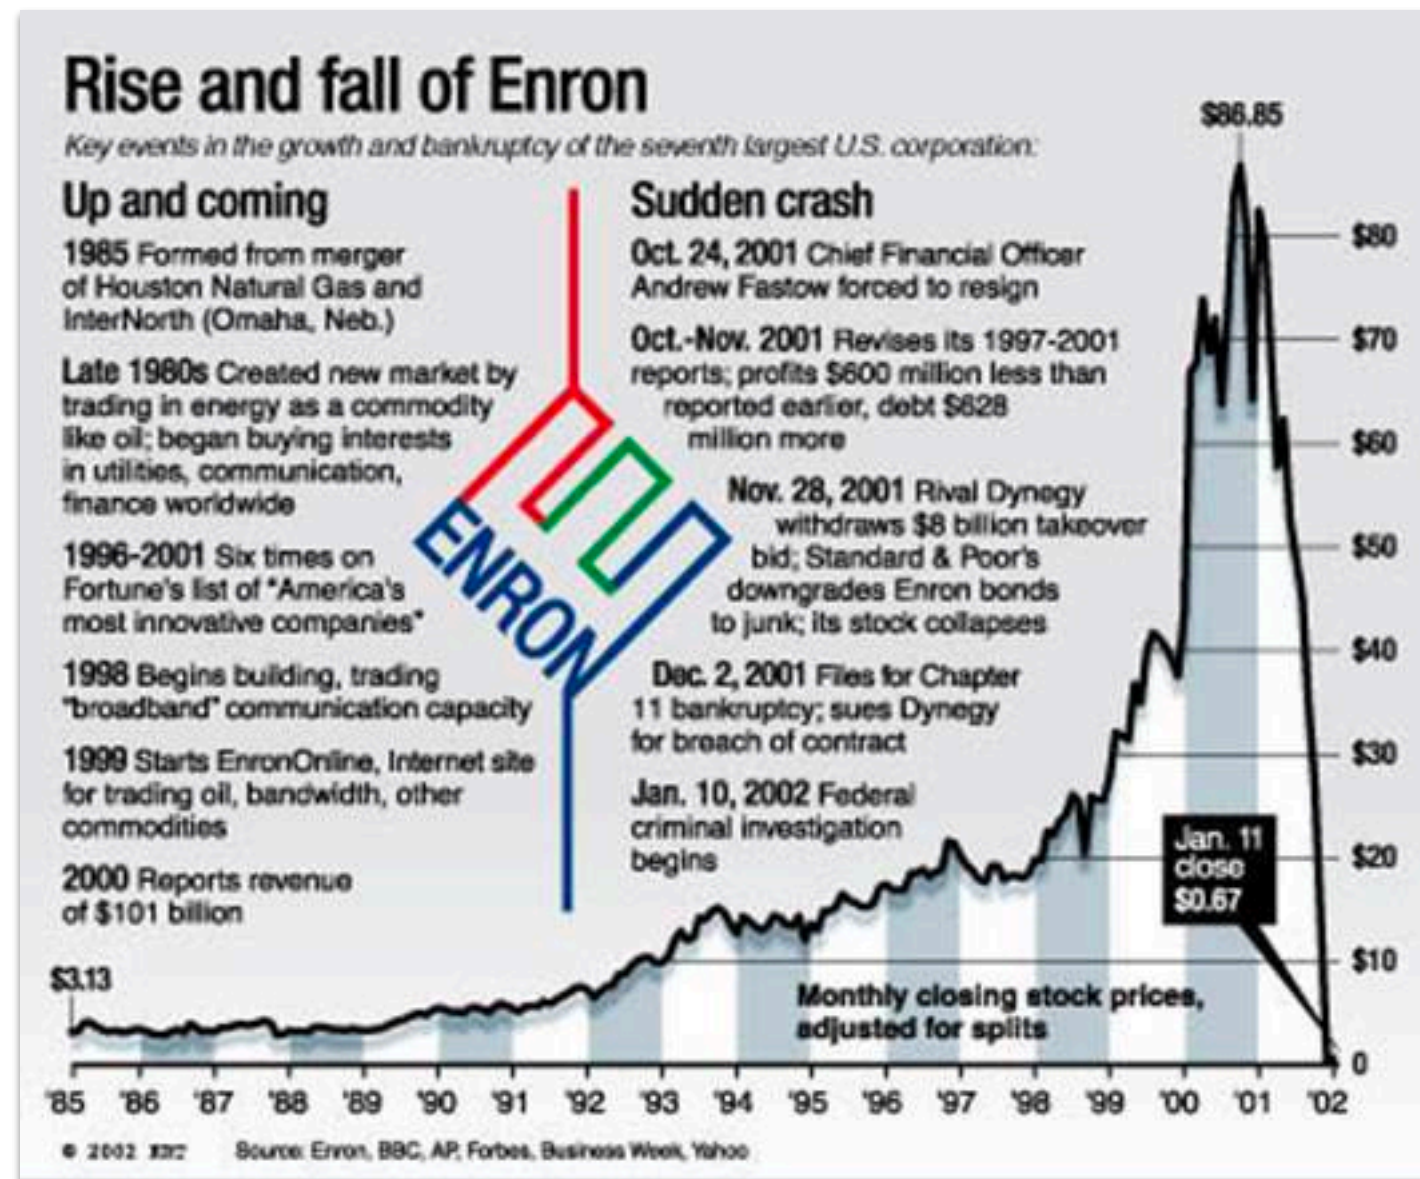 Rise and fall of Enron
Key events in the growth and bankruptcy of the seventh largest U.S. corporation:
Up and coming
1985 Formed from merger
of Houston Natural Gas and
InterNorth (Omaha, Neb.)
Late 1980s Created new market by
trading in energy as a commodity
like oil; began buying interests
in utilities, communication,
finance worldwide
1996-2001 Six times on
Fortune's list of "America's
most innovative companies"
1998 Begins building, trading
"broadband" communication capacity
1999 Starts EnronOnline, Internet site
for trading oil, bandwidth, other
commodities
2000 Reports revenue
of $101 billion
ENRON
Sudden crash
Oct. 24, 2001 Chief Financial Officer
Andrew Fastow forced to resign
Oct.-Nov. 2001 Revises its 1997-2001
reports; profits $600 million less than
reported earlier, debt $628
million more
Nov. 28, 2001 Rival Dynegy
withdraws $8 billion takeover
bid; Standard & Poor's
downgrades Enron bonds
to junk; its stock collapses
Dec. 2, 2001 Files for Chapter
11 bankruptcy; sues Dynegy
for breach of contract
Jan. 10, 2002 Federal
criminal investigation
begins
$86.85
$80
$70
$60
$50
$40
$30
$20
$10
0
Jan. 11
close
$0.67
$3.13
Monthly closing stock prices,
adjusted for splits
'85 '86 '87 '88 '89 '90 '91 '92 '93 '94 '95 '96 '97 '98 '99 '00 '01 '02
© 2002 Source: Enron, BBC, AP, Forbes, Business Week, Yahoo